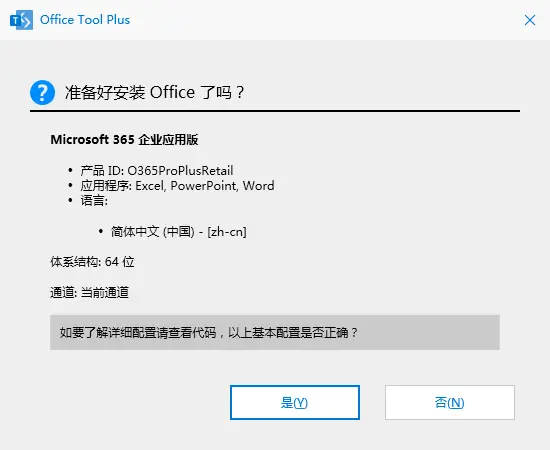 Office Tool Plus
准备好安装 Office 了吗？
Microsoft 365 企业应用版
• 产品 ID: O365ProPlusRetail
• 应用程序: Excel, PowerPoint, Word
• 语言:
• 简体中文 (中国) - [zh-cn]
体系结构: 64 位
通道: 当前通道
如要了解详细配置请查看代码，以上基本配置是否正确？
是(Y)
否(N)